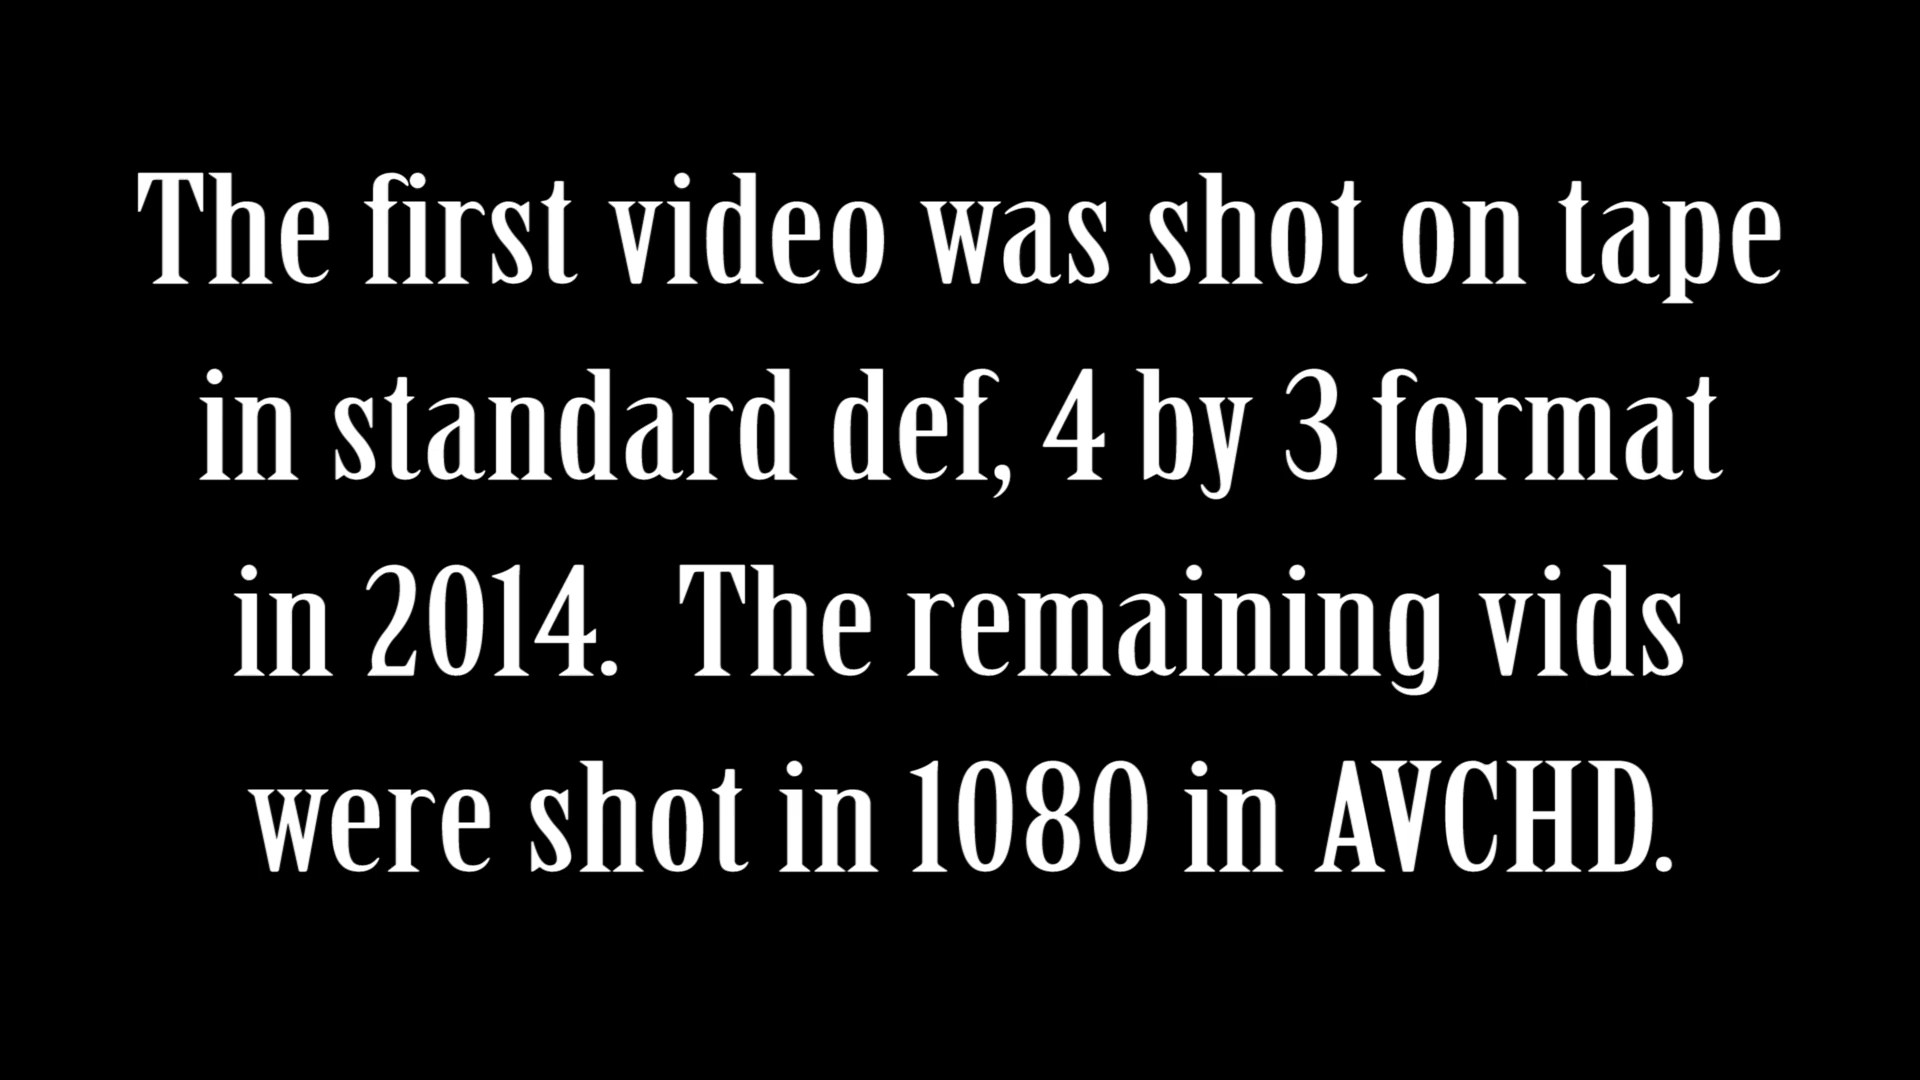 The first video was shot on tape
in standard def, 4 by 3 format
in 2014.  The remaining vids
were shot in 1080 in AVCHD.